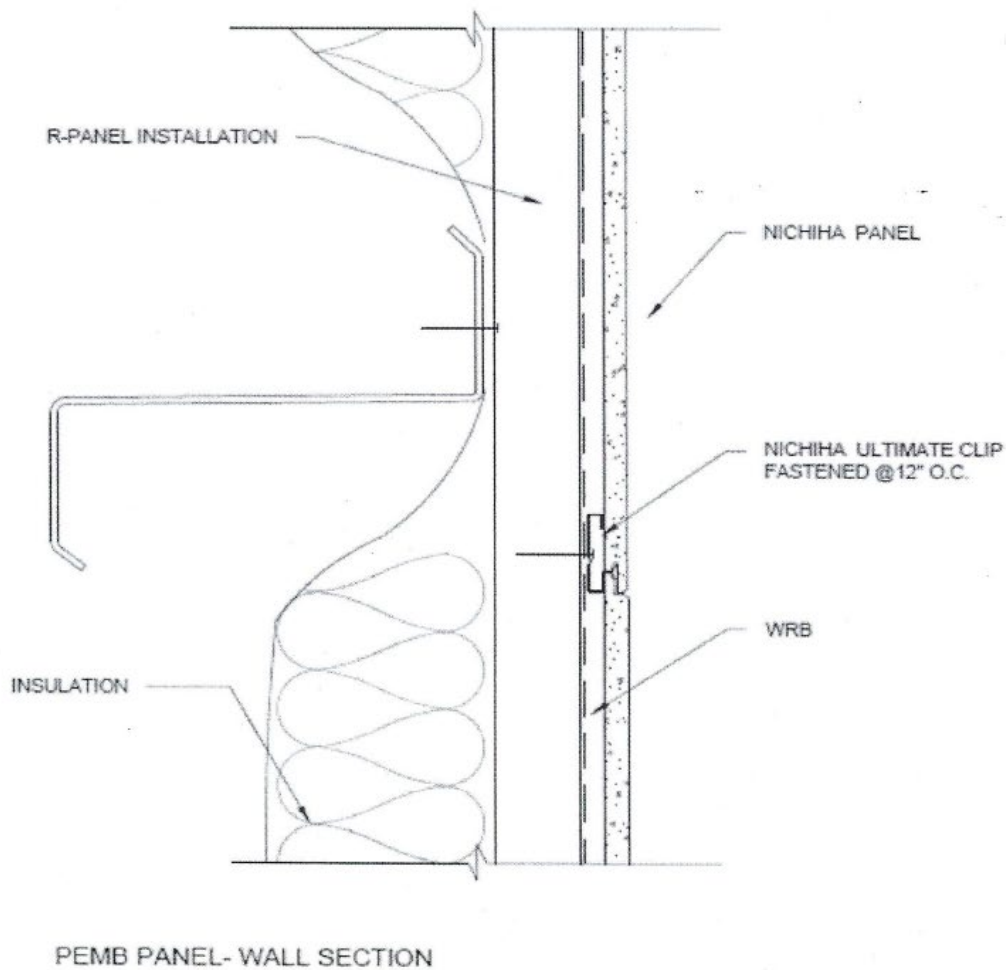 R-PANEL INSTALLATION
NICHIHA PANEL
NICHIHA ULTIMATE CLIP
FASTENED @12" O.C.
WRB
INSULATION
PEMB PANEL- WALL SECTION